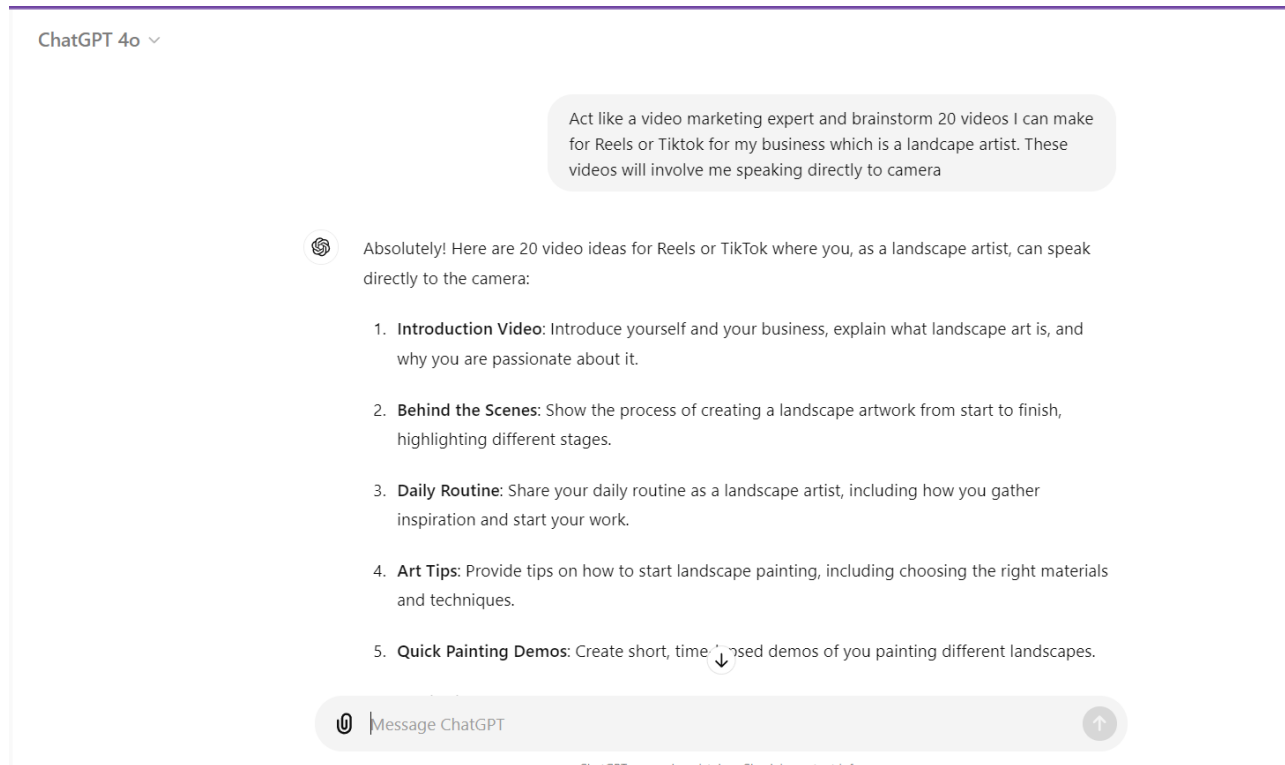 ChatGPT 4o
Act like a video marketing expert and brainstorm 20 videos I can make
for Reels or Tiktok for my business which is a landcape artist. These
videos will involve me speaking directly to camera
Absolutely! Here are 20 video ideas for Reels or TikTok where you, as a landscape artist, can speak
directly to the camera:
1. Introduction Video: Introduce yourself and your business, explain what landscape art is, and
why you are passionate about it.
2. Behind the Scenes: Show the process of creating a landscape artwork from start to finish,
highlighting different stages.
3. Daily Routine: Share your daily routine as a landscape artist, including how you gather
inspiration and start your work.
4. Art Tips: Provide tips on how to start landscape painting, including choosing the right materials
and techniques.
5. Quick Painting Demos: Create short, demos of you painting different landscapes.
Message ChatGPT